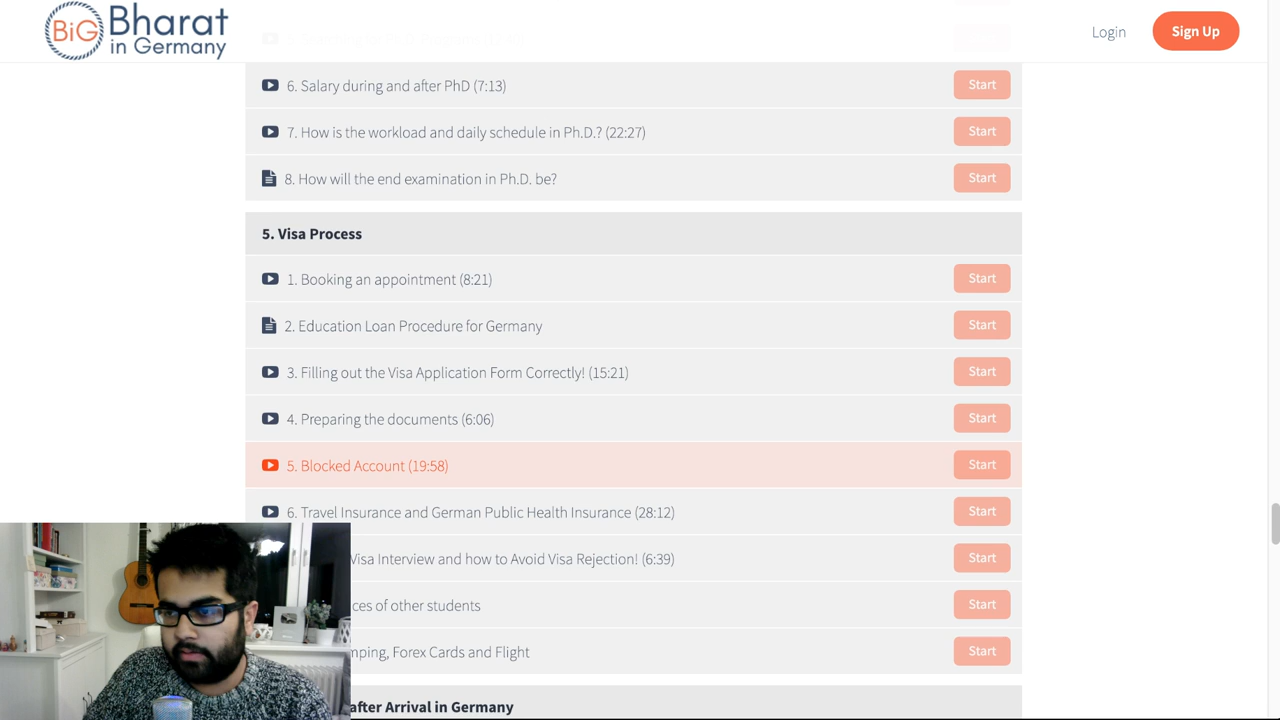 BiG Bharat
in Germany
Login
Sign Up
6. Salary during and after PhD (7:13)
Start
7. How is the workload and daily schedule in Ph.D.? (22:27)
Start
8. How will the end examination in Ph.D. be?
Start
5. Visa Process
1. Booking an appointment (8:21)
Start
2. Education Loan Procedure for Germany
Start
3. Filling out the Visa Application Form Correctly! (15:21)
Start
4. Preparing the documents (6:06)
Start
5. Blocked Account (19:58)
Start
6. Travel Insurance and German Public Health Insurance (28:12)
Start
Visa Interview and how to Avoid Visa Rejection! (6:39)
Start
ces of other students
Start
mping, Forex Cards and Flight
Start
after Arrival in Germany